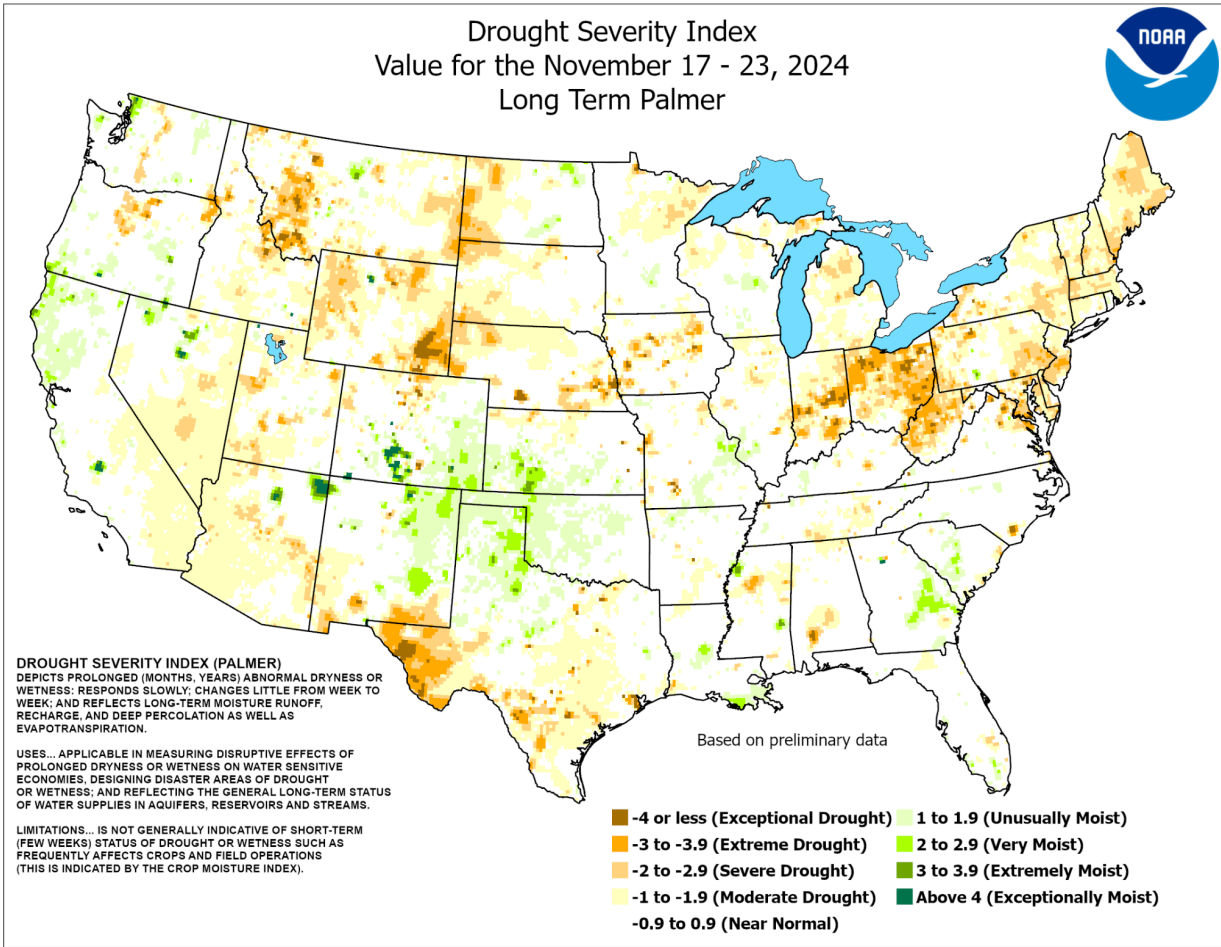 Drought Severity Index
Value for the November 17 - 23, 2024
Long Term Palmer
NOAA
DROUGHT SEVERITY INDEX (PALMER)
DEPICTS PROLONGED (MONTHS, YEARS) ABNORMAL DRYNESS OR
WETNESS: RESPONDS SLOWLY; CHANGES LITTLE FROM WEEK TO
WEEK; AND REFLECTS LONG-TERM MOISTURE RUNOFF,
RECHARGE, AND DEEP PERCOLATION AS WELL AS
EVAPOTRANSPIRATION.
USES... APPLICABLE IN MEASURING DISRUPTIVE EFFECTS OF
PROLONGED DRYNESS OR WETNESS ON WATER SENSITIVE
ECONOMIES, DESIGNING DISASTER AREAS OF DROUGHT
OR WETNESS; AND REFLECTING THE GENERAL LONG-TERM STATUS
OF WATER SUPPLIES IN AQUIFERS, RESERVOIRS AND STREAMS.
LIMITATIONS... IS NOT GENERALLY INDICATIVE OF SHORT-TERM
(FEW WEEKS) STATUS OF DROUGHT OR WETNESS SUCH AS
FREQUENTLY AFFECTS CROPS AND FIELD OPERATIONS
(THIS IS INDICATED BY THE CROP MOISTURE INDEX).
Based on preliminary data
-4 or less (Exceptional Drought)
-3 to -3.9 (Extreme Drought)
-2 to -2.9 (Severe Drought)
-1 to -1.9 (Moderate Drought)
-0.9 to 0.9 (Near Normal)
1 to 1.9 (Unusually Moist)
2 to 2.9 (Very Moist)
3 to 3.9 (Extremely Moist)
Above 4 (Exceptionally Moist)